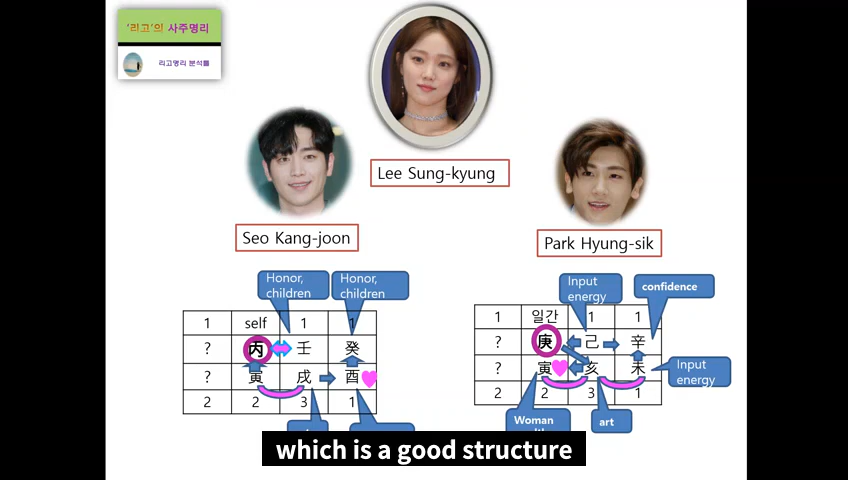 '리고'의 사주명리
리고명리 분석틀
Lee Sung-kyung
Seo Kang-joon
Park Hyung-sik
Honor,
children
Honor,
children
1 self 1 1
? 丙 壬 癸
? 寅 戌 酉
2 2 3 1
Input
energy
confidence
1 일간 1 1
? 庚 己 辛
? 寅 亥 未
2 2 3 1
Input
energy
Woman
art
which is a good structure